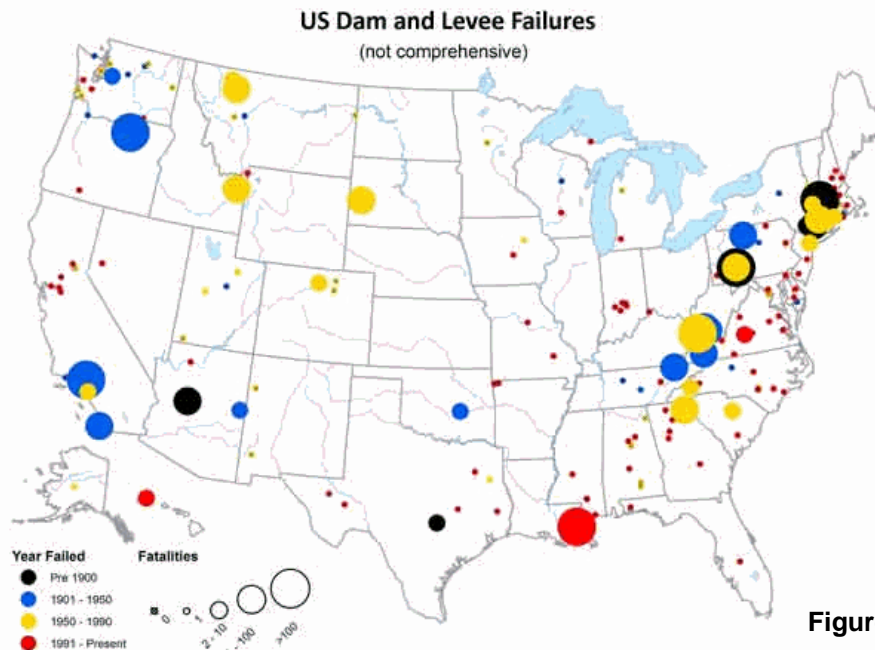 US Dam and Levee Failures
(not comprehensive)
Year Failed
Fatalities
Pre 1900
1901 - 1950
1950 - 1990
1991 - Present
0
1
2 - 10
- 100
>100
Figur